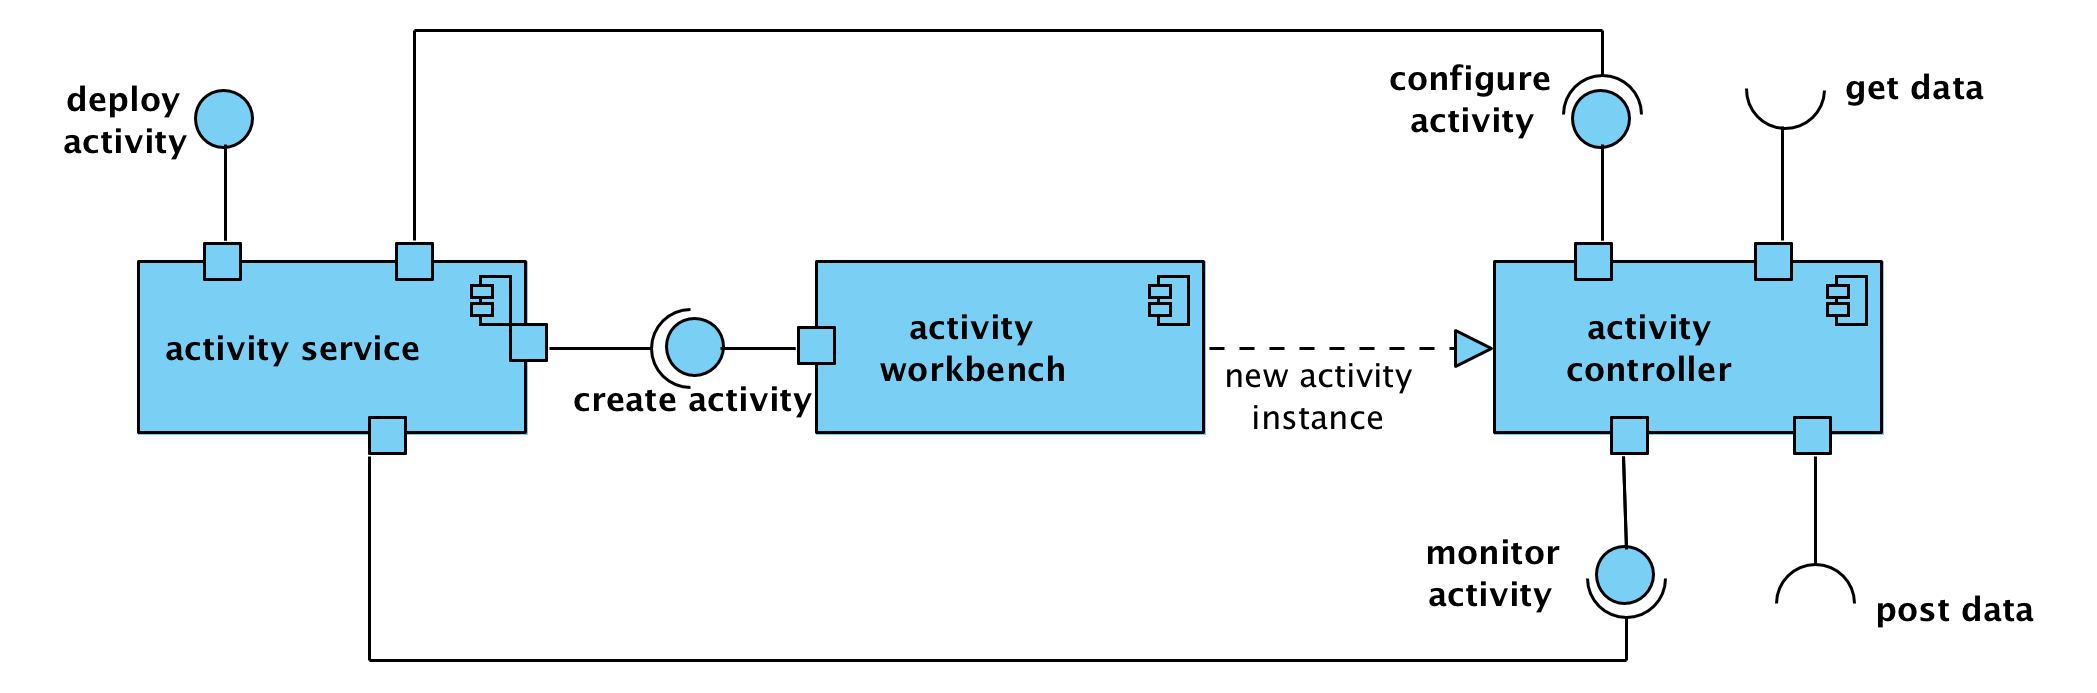 deploy
activity
configure
activity
get data
activity service
create activity
activity
workbench
new activity
instance
activity
controller
monitor
activity
post data